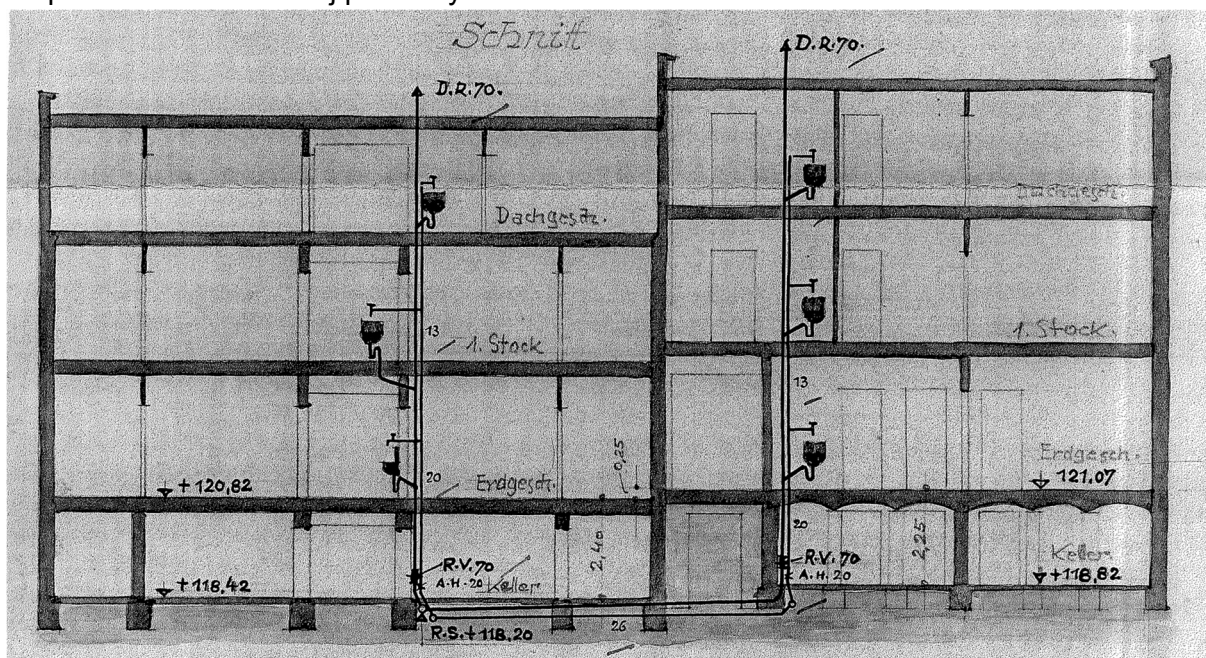 Schnitt
D.R.70.
D.R.70.
Dachgesch.
Dachgesch.
13
1. Stock
1. Stock.
13
20
Erdgesch.
0,25
Erdgesch.
+120,82
121.07
20
2,40
2,25
R.V.70
A.H.20
Keller
R.V.70
A.H.20
Keller
+118,42
+118,82
R.S.+118,20
26